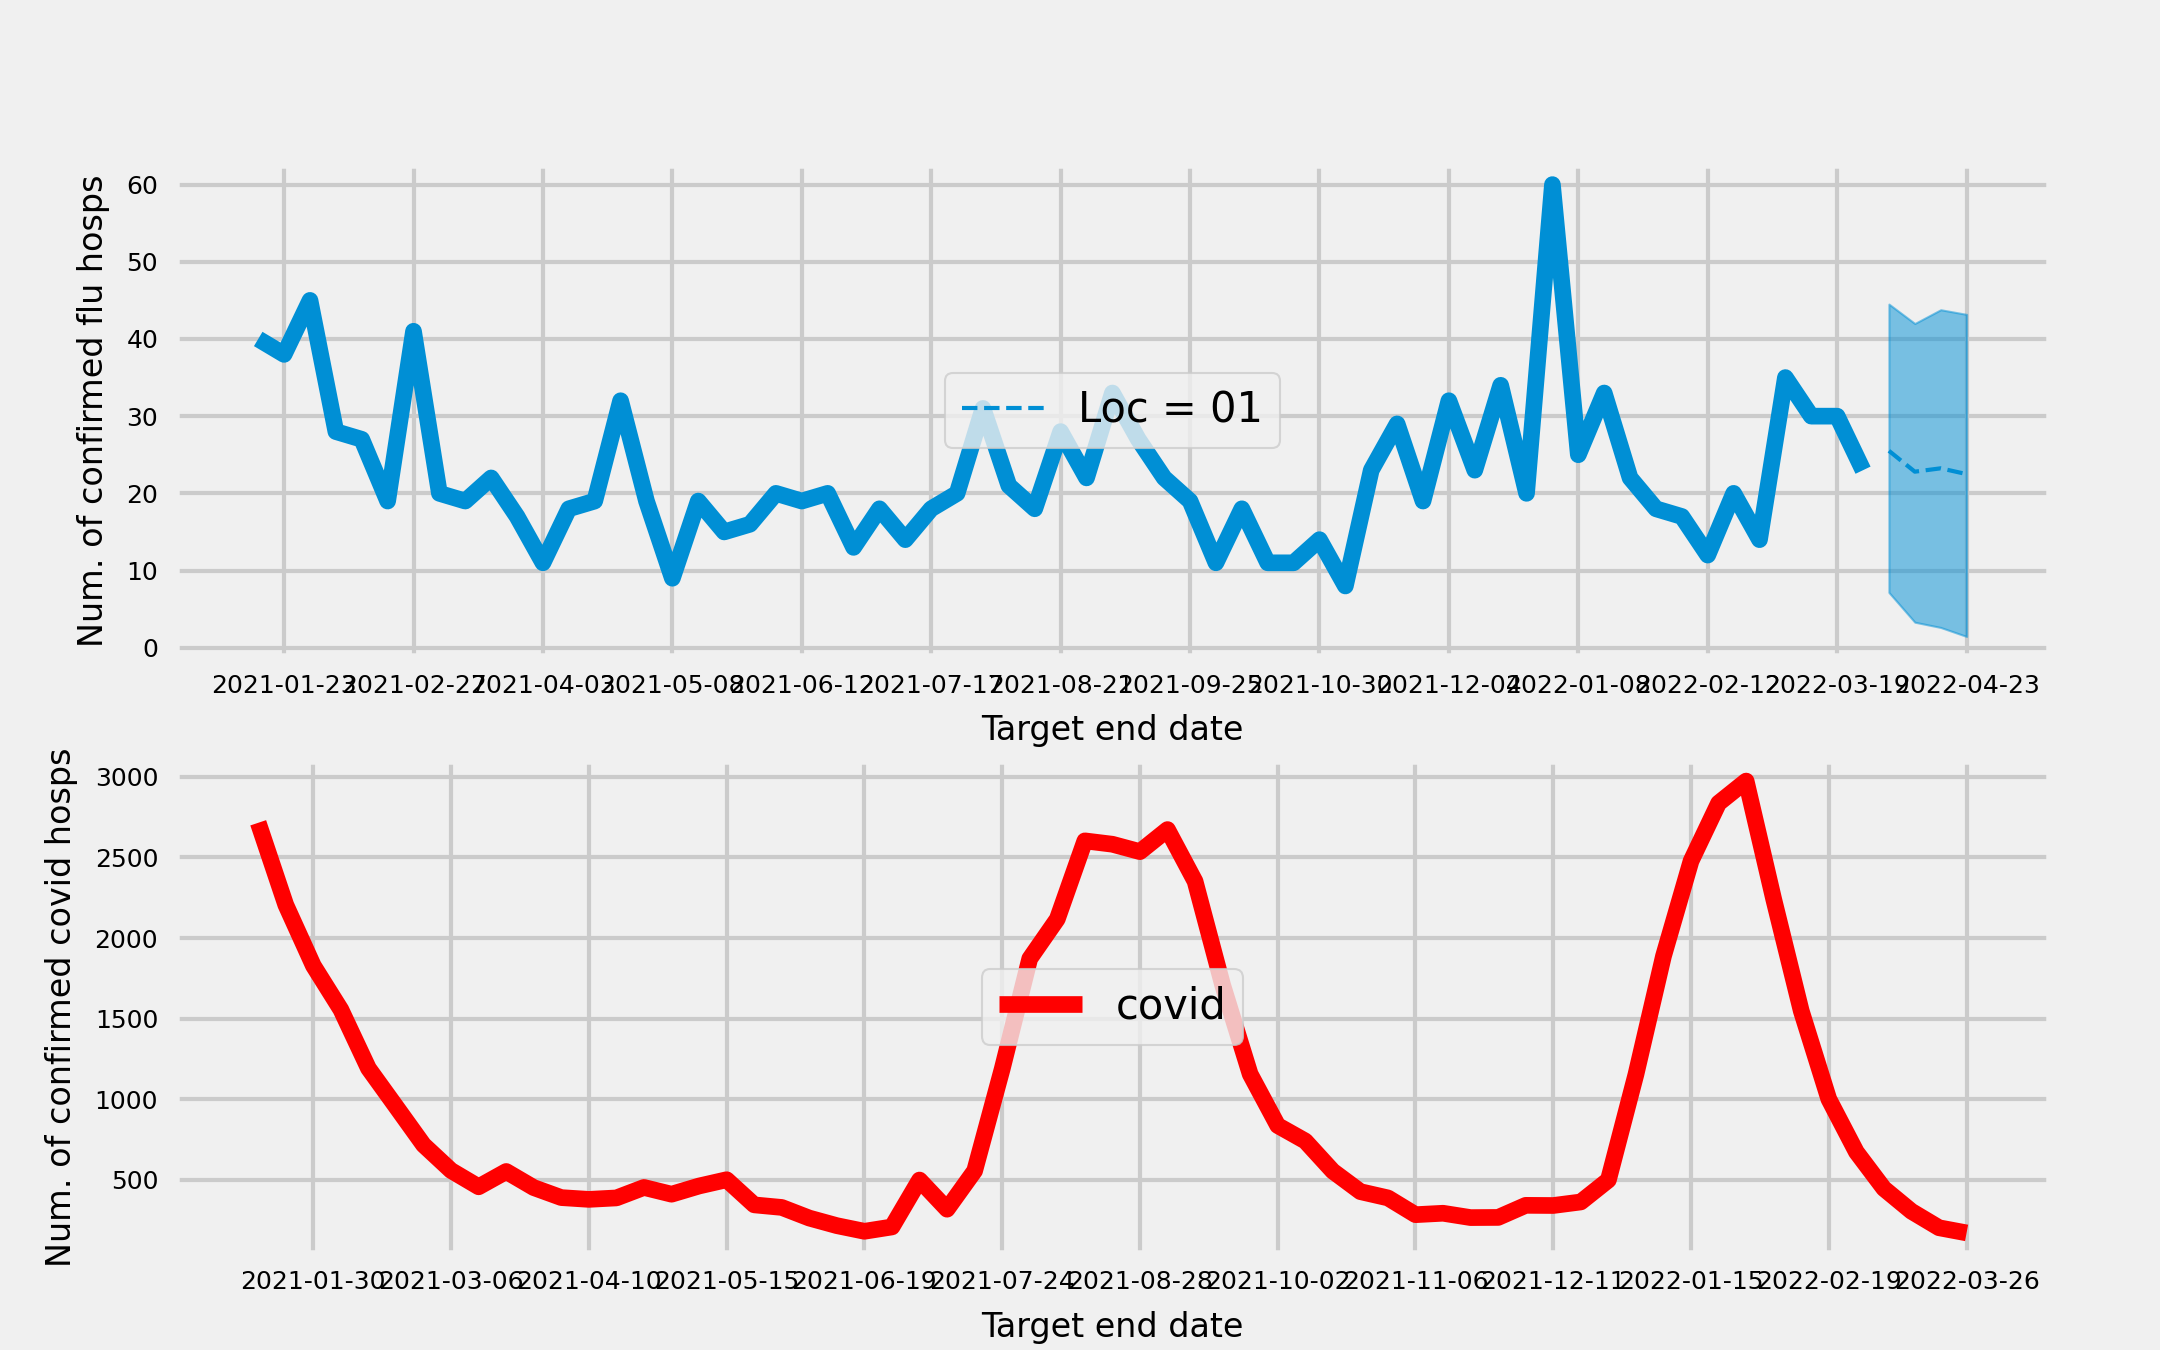 Num. of confirmed flu hosps
60
50
40
30
20
10
0
Loc = 01
2021-01-23 2021-02-27 2021-04-03 2021-05-08 2021-06-12 2021-07-17 2021-08-21 2021-09-25 2021-10-30 2021-12-04 2022-01-08 2022-02-12 2022-03-19 2022-04-23
Target end date
Num. of confirmed covid hosps
3000
2500
2000
1500
1000
500
covid
2021-01-30 2021-03-06 2021-04-10 2021-05-15 2021-06-19 2021-07-24 2021-08-28 2021-10-02 2021-11-06 2021-12-11 2022-01-15 2022-02-19 2022-03-26
Target end date